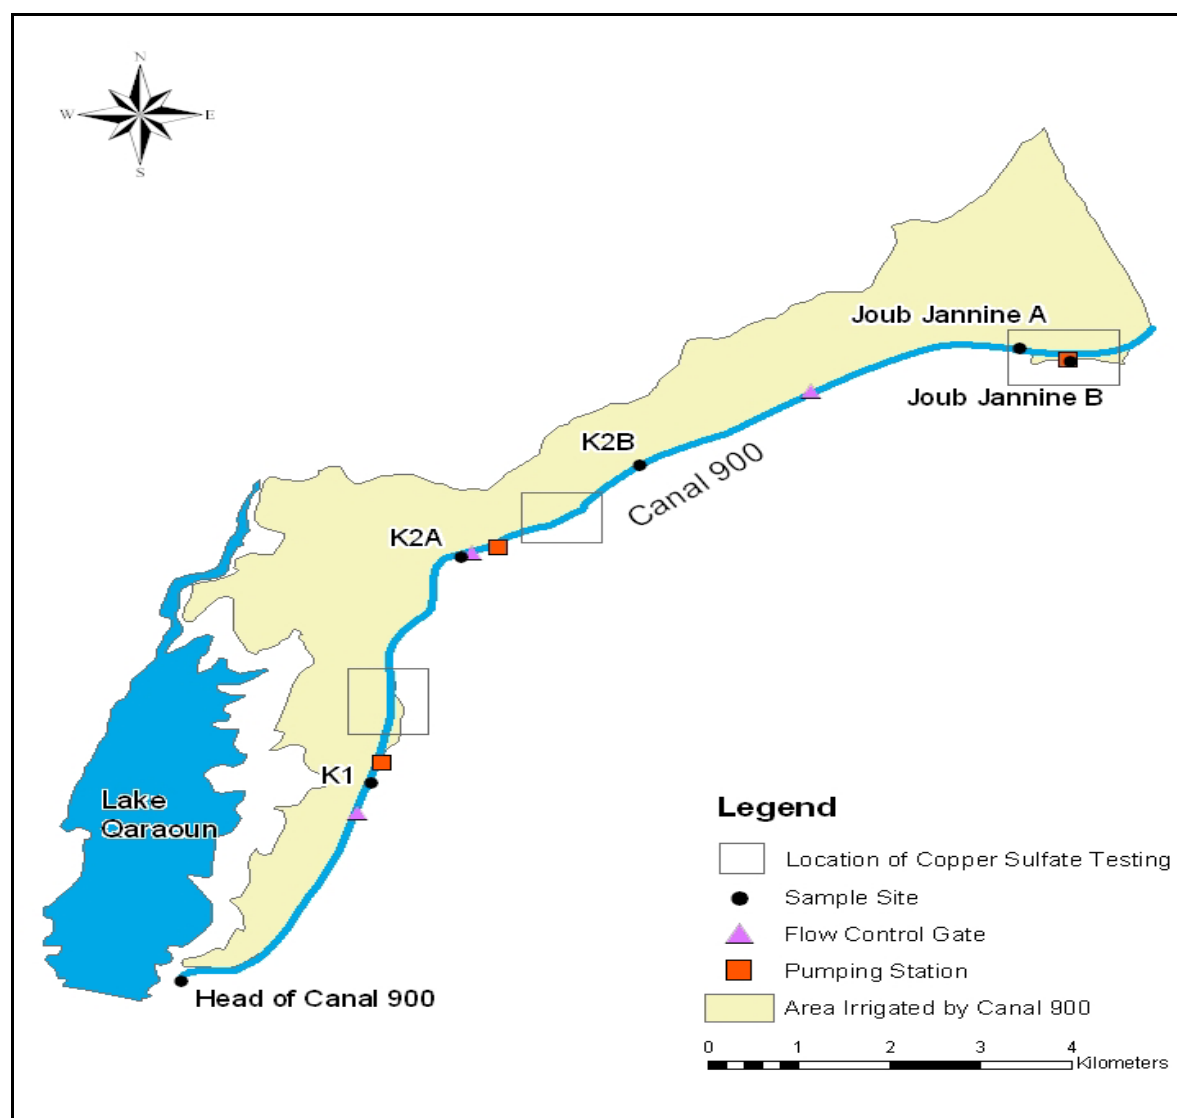 N
W
E
S
Joub Jannine A
Joub Jannine B
K2B
Canal 900
K2A
K1
Lake
Qaraoun
Head of Canal 900
Legend
Location of Copper Sulfate Testing
Sample Site
Flow Control Gate
Pumping Station
Area Irrigated by Canal 900
0 1 2 3 4
Kilometers